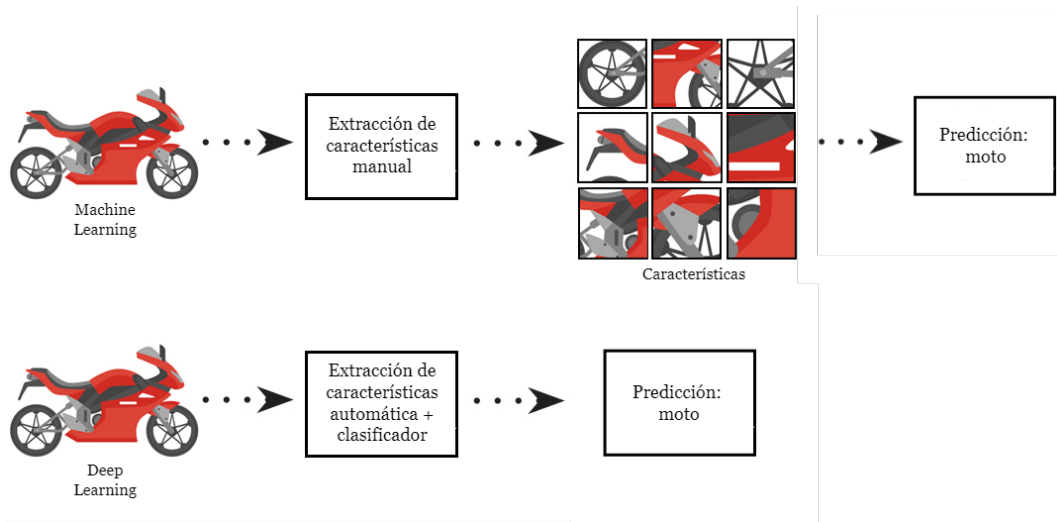 Extracción de
características
manual
Predicción:
moto
Machine
Learning
Características
Extracción de
características
automática +
clasificador
Predicción:
moto
Deep
Learning